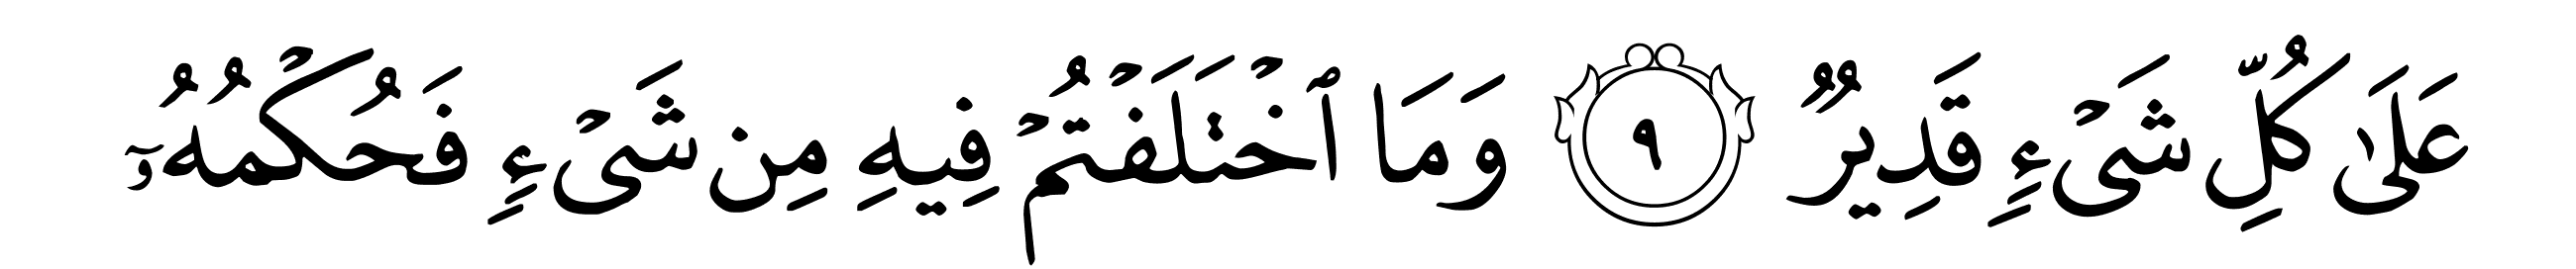 عَلَىٰ كُلِّ شَىْءٍ قَدِيرٌ ٩ وَمَا ٱخْتَلَفْتُمْ فِيهِ مِن شَىْءٍ فَحُكْمُهُۥٓ